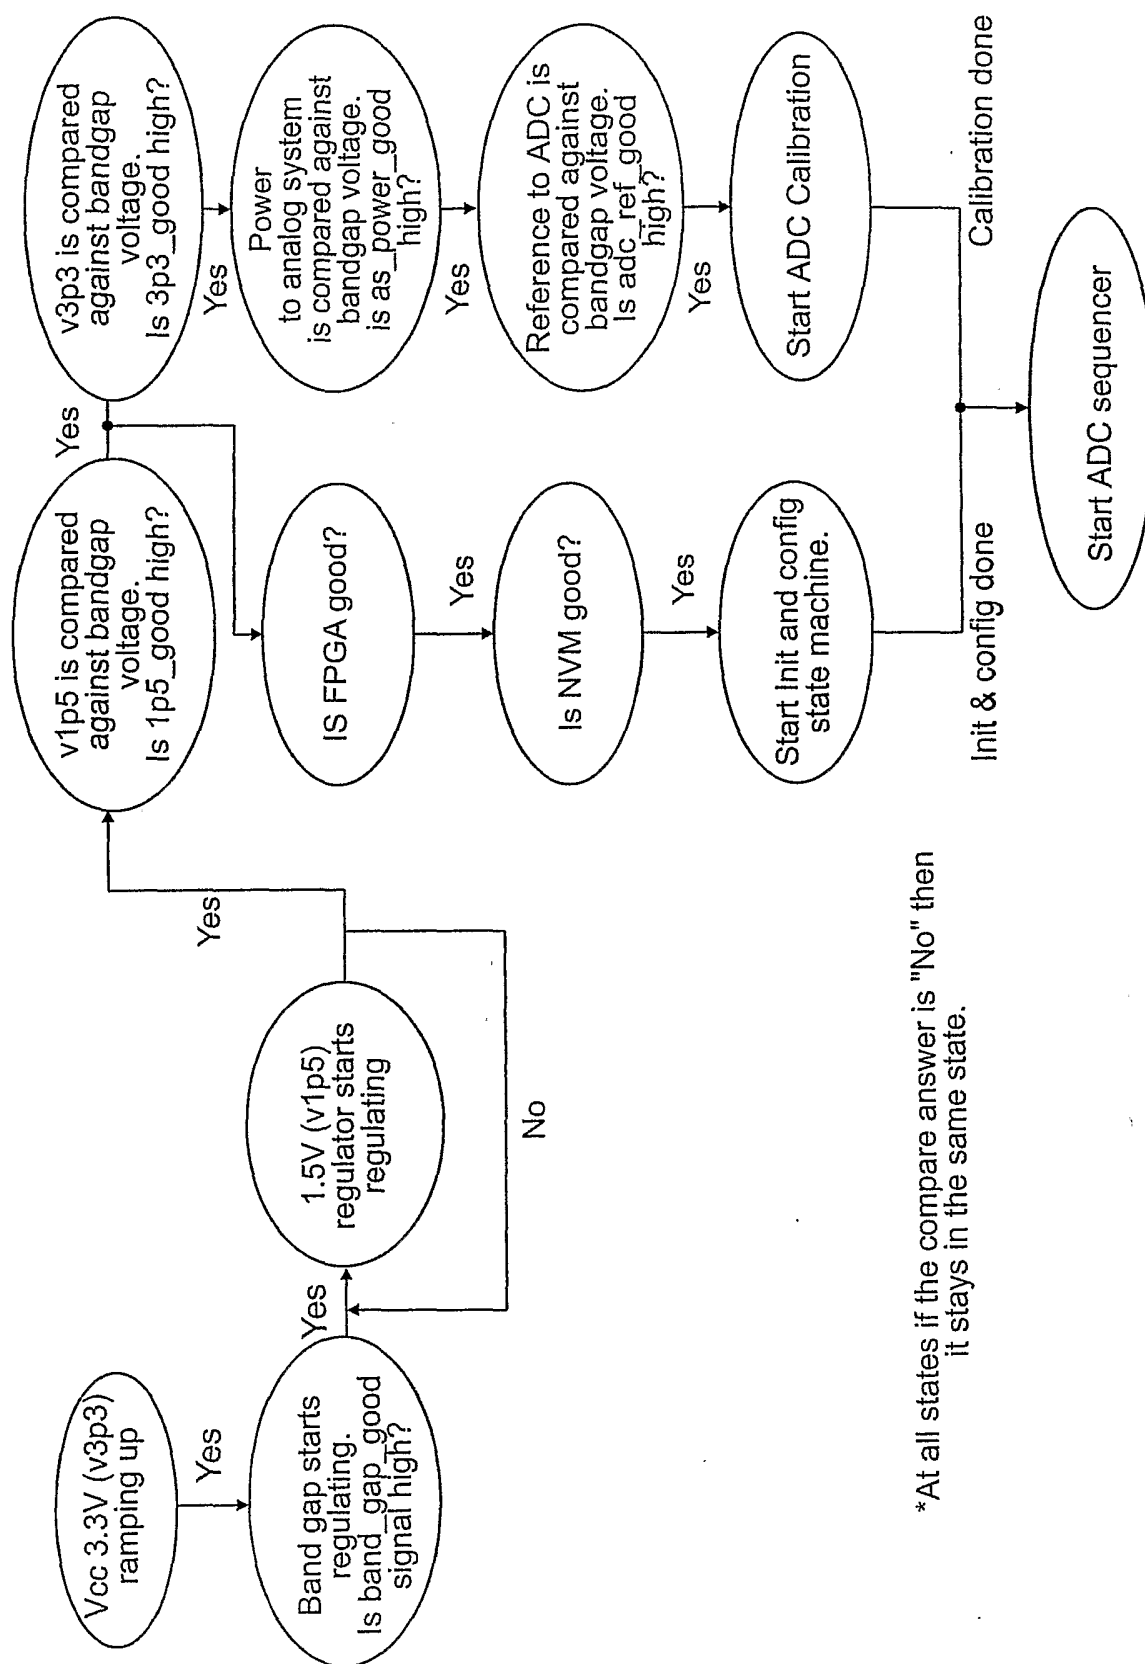 Vcc 3.3V (v3p3)
ramping up
Yes
Band gap starts
regulating.
Is band_gap_good
signal high?
Yes
1.5V (v1p5)
regulator starts
regulating
No
Yes
v1p5 is compared
against bandgap
voltage.
Is 1p5_good high?
Yes
IS FPGA good?
Yes
Is NVM good?
Yes
Start Init and config
state machine.
Init & config done
v3p3 is compared
against bandgap
voltage.
Is 3p3_good high?
Yes
Power
to analog system
is compared against
bandgap voltage.
is as_power_good
high?
Yes
Reference to ADC is
compared against
bandgap voltage.
Is adc_ref_good
high?
Yes
Start ADC Calibration
Calibration done
Start ADC sequencer
*At all states if the compare answer is "No" then
it stays in the same state.